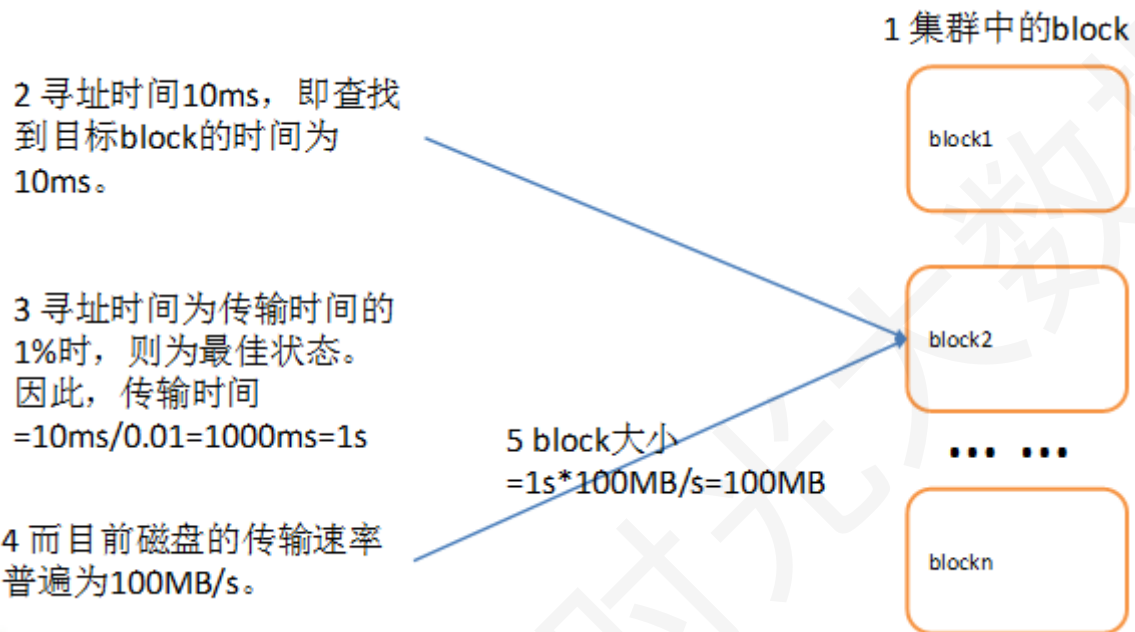 1 集群中的block
2 寻址时间10ms，即查找
到目标block的时间为
10ms。
block1
3 寻址时间为传输时间的
1%时，则为最佳状态。
因此，传输时间
=10ms/0.01=1000ms=1s
block2
5 block大小
=1s*100MB/s=100MB
... ...
4 而目前磁盘的传输速率
普遍为100MB/s。
blockn
时光大数